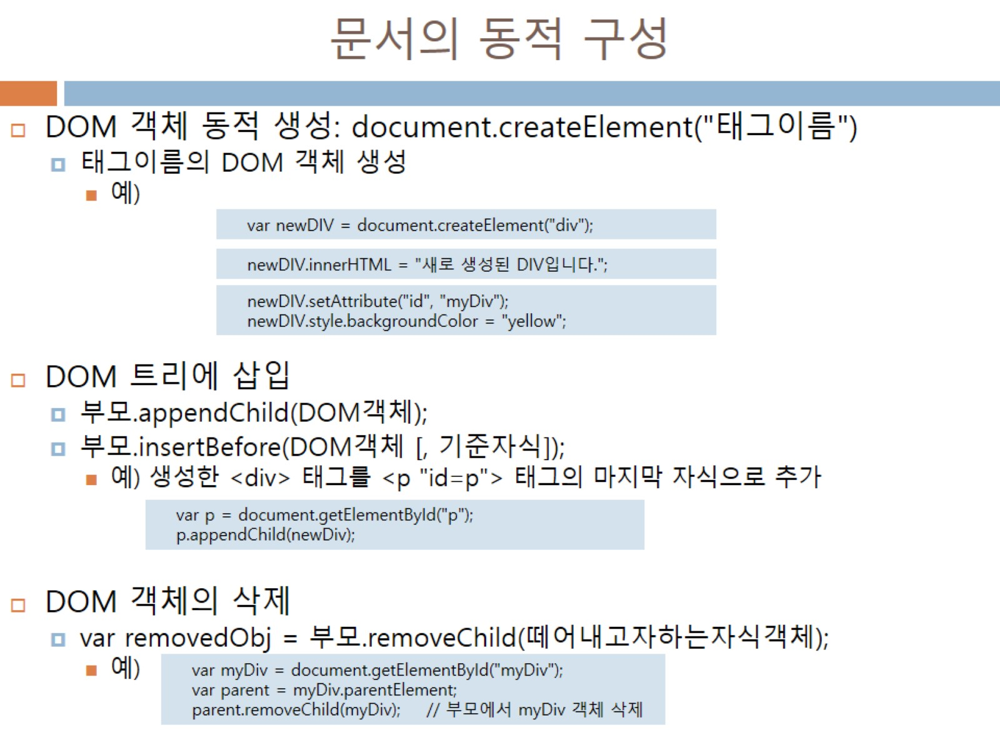 문서의 동적 구성
DOM 객체 동적 생성: document.createElement("태그이름")
태그이름의 DOM 객체 생성
예)
var newDIV = document.createElement("div");
newDIV.innerHTML = "새로 생성된 DIV입니다.";
newDIV.setAttribute("id", "myDiv");
newDIV.style.backgroundColor = "yellow";
DOM 트리에 삽입
부모.appendChild(DOM객체);
부모.insertBefore(DOM객체 [, 기준자식]);
예) 생성한 <div> 태그를 <p "id=p"> 태그의 마지막 자식으로 추가
var p = document.getElementById("p");
p.appendChild(newDiv);
DOM 객체의 삭제
var removedObj = 부모.removeChild(떼어내고자하는자식객체);
예)
var myDiv = document.getElementById("myDiv");
var parent = myDiv.parentElement;
parent.removeChild(myDiv); // 부모에서 myDiv 객체 삭제